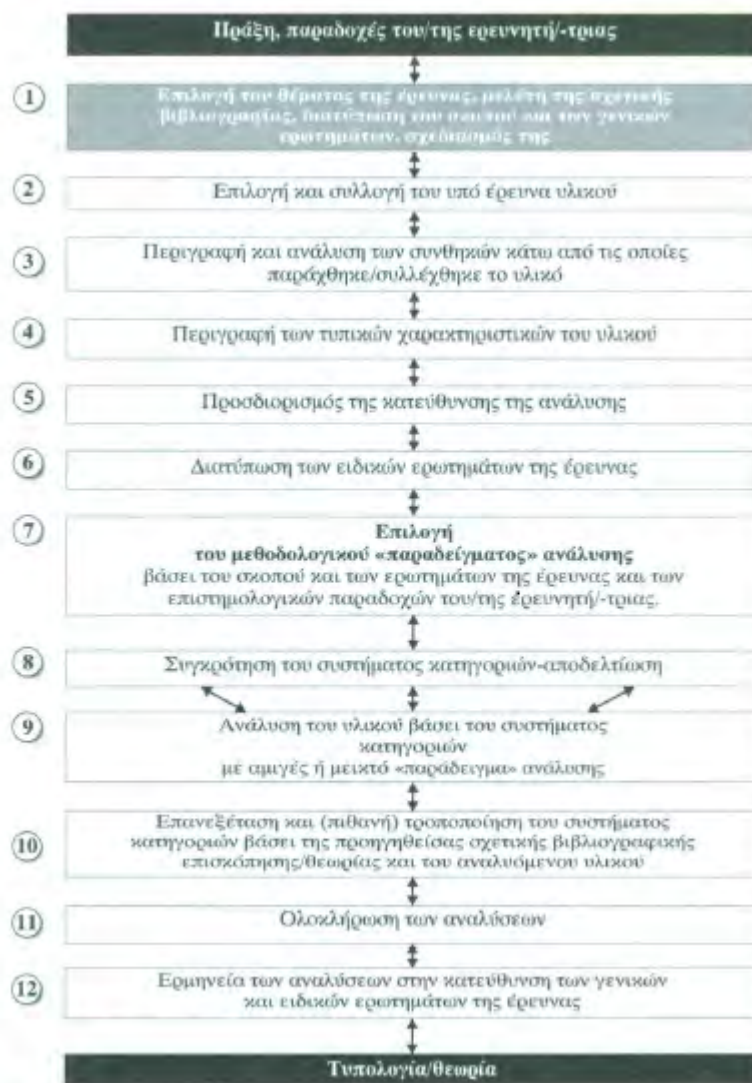 Πράξη, παραδοχές του/της ερευνητή/-τριας
1
Επιλογή του θέματος της έρευνας, μελέτη της σχετικής
βιβλιογραφίας, διατύπωση του σκοπού και των γενικών
ερωτημάτων, σχεδιασμός της
2
Επιλογή και συλλογή του υπό έρευνα υλικού
3
Περιγραφή και ανάλυση των συνθηκών κάτω από τις οποίες
παράχθηκε/συλλέχθηκε το υλικό
4
Περιγραφή των τυπικών χαρακτηριστικών του υλικού
5
Προσδιορισμός της κατεύθυνσης της ανάλυσης
6
Διατύπωση των ειδικών ερωτημάτων της έρευνας
7
Επιλογή
του μεθοδολογικού «παραδείγματος» ανάλυσης
βάσει του σκοπού και των ερωτημάτων της έρευνας και των
επιστημολογικών παραδοχών του/της έρευνητή/-τριας.
8
Συγκρότηση του συστήματος κατηγοριών-αποδελτίωση
9
Ανάλυση του υλικού βάσει του συστήματος
κατηγοριών
με αμιγές ή μεικτό «παράδειγμα» ανάλυσης
10
Επανεξέταση και (πιθανή) τροποποίηση του συστήματος
κατηγοριών βάσει της προηγηθείσας σχετικής βιβλιογραφικής
επισκόπησης/θεωρίας και του αναλυόμενου υλικού
11
Ολοκλήρωση των αναλύσεων
12
Ερμηνεία των αναλύσεων στην κατεύθυνση των γενικών
και ειδικών ερωτημάτων της έρευνας
Τυπολογία/θεωρία